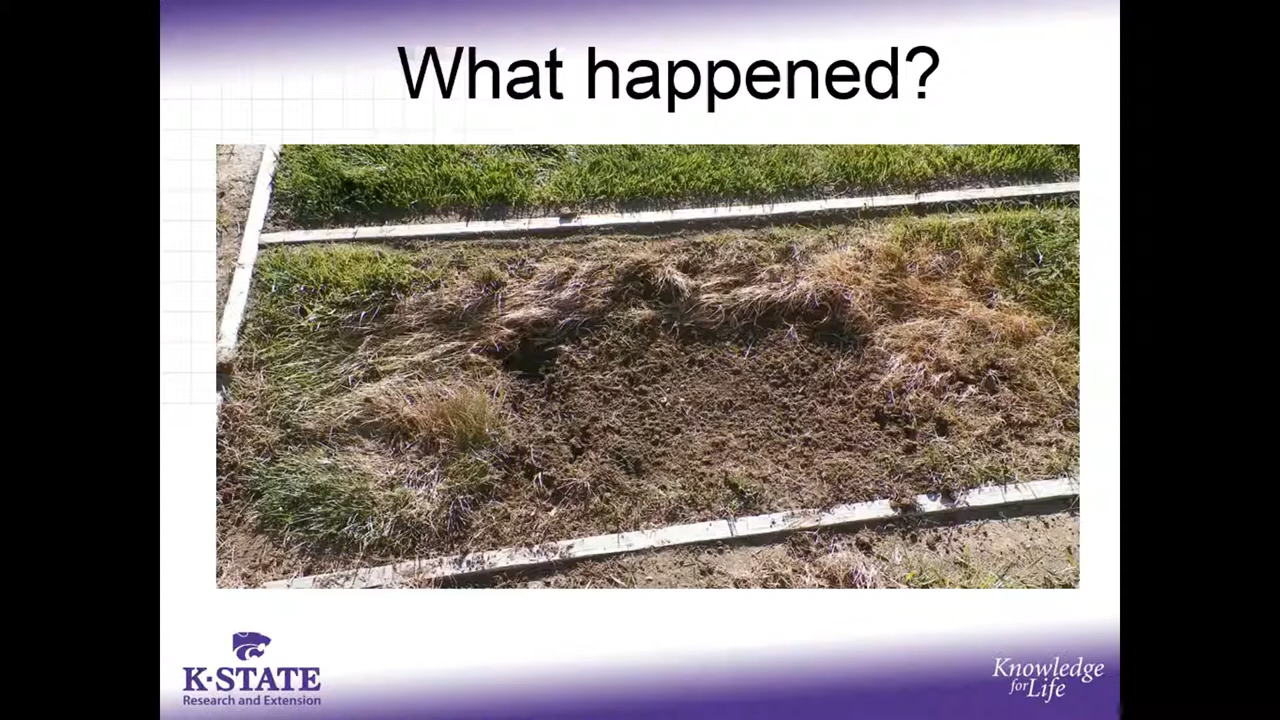 What happened?
K·STATE
Research and Extension
Knowledge
for Life